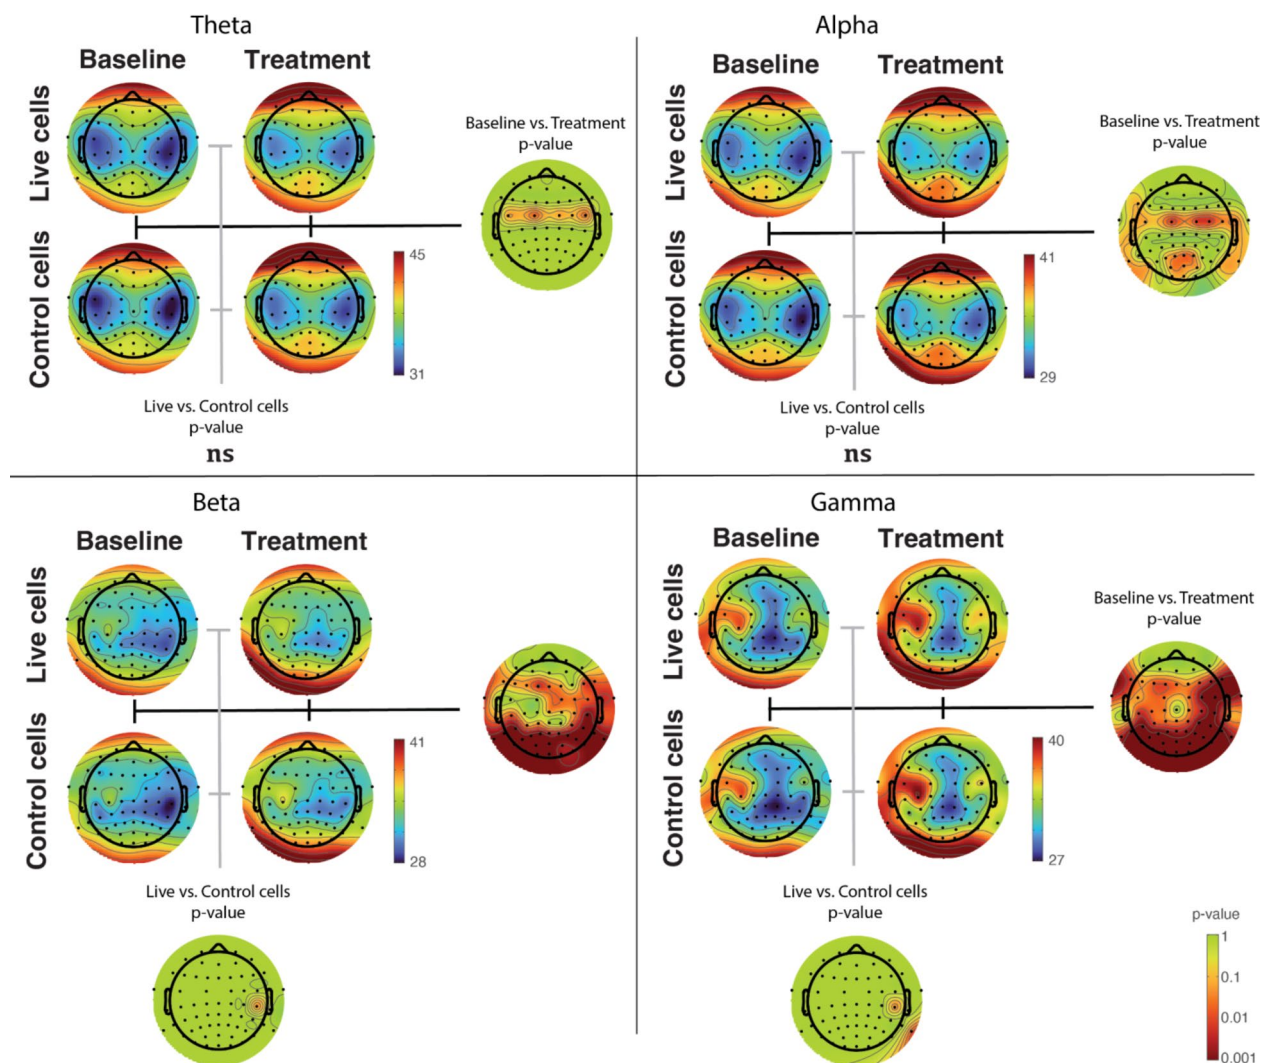 Theta
Baseline Treatment
Live cells
Control cells
Baseline vs. Treatment
p-value
45
31
Live vs. Control cells
p-value
ns
Alpha
Baseline Treatment
Live cells
Control cells
Baseline vs. Treatment
p-value
41
29
Live vs. Control cells
p-value
ns
Beta
Baseline Treatment
Live cells
Control cells
41
28
Live vs. Control cells
p-value
Gamma
Baseline Treatment
Live cells
Control cells
Baseline vs. Treatment
p-value
40
27
Live vs. Control cells
p-value
p-value
1
0.1
0.01
0.001